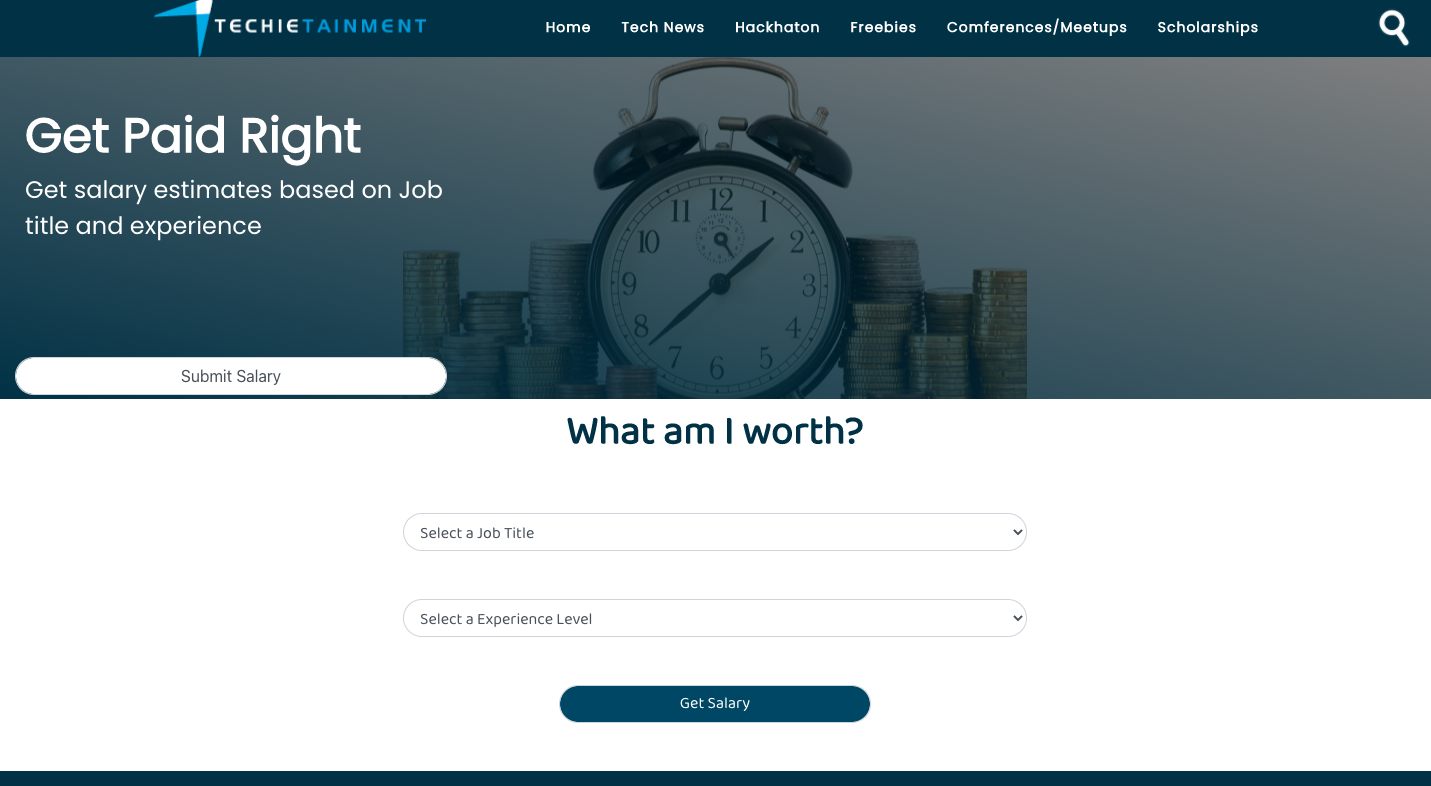 TECHIETAINMENT
Home Tech News Hackhaton Freebies Comferences/Meetups Scholarships
Get Paid Right
Get salary estimates based on Job
title and experience
12
11 1
12
10 2
9 3
8 4
7 5
6
Submit Salary
What am I worth?
Select a Job Title
Select a Experience Level
Get Salary